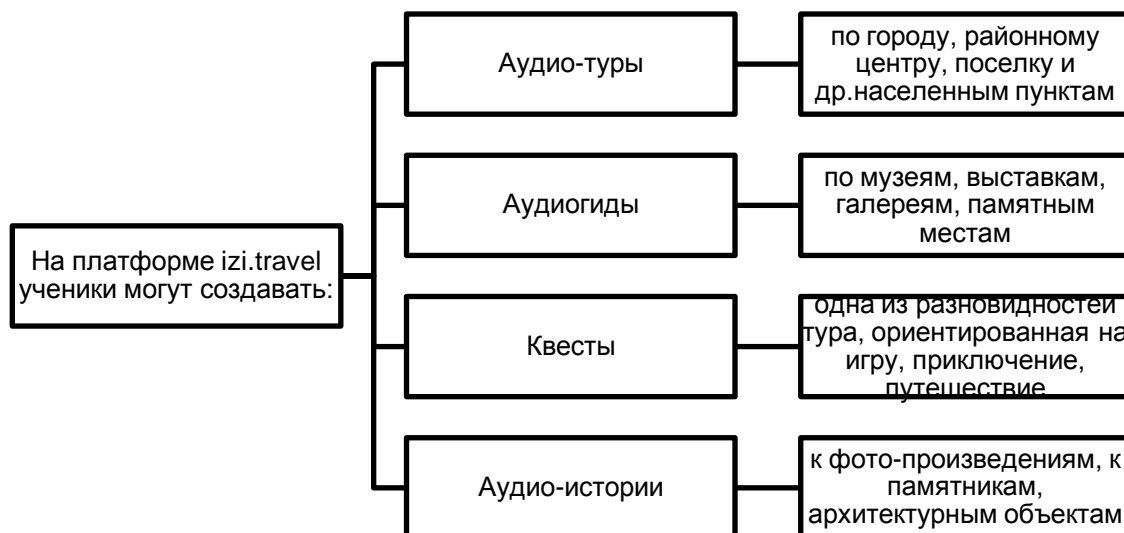 На платформе izi.travel
ученики могут создавать:
Аудио-туры
по городу, районному
центру, поселку и
др.населенным пунктам
Аудиогиды
по музеям, выставкам,
галереям, памятным
местам
Квесты
одна из разновидностей
тура, ориентированная на
игру, приключение,
путешествие
Аудио-истории
к фото-произведениям, к
памятникам,
архитектурным объектам